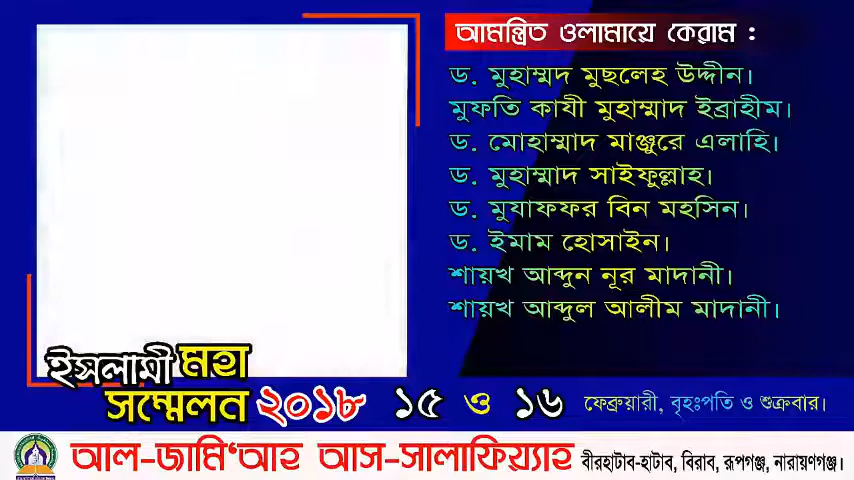 আমন্ত্রিত ওলামায়ে কেরাম :
ড. মুহাম্মদ মুছলেহ উদ্দীন।
মুফতি কাযী মুহাম্মাদ ইব্রাহীম।
ড. মোহাম্মাদ মাঞ্জুরে এলাহি।
ড. মুহাম্মাদ সাইফুল্লাহ।
ড. মুযাফফর বিন মহসিন।
ড. ইমাম হোসাইন।
শায়খ আব্দুন নূর মাদানী।
শায়খ আব্দুল আলীম মাদানী।
ইসলামী মহা
সম্মেলন ২০১৮ ১৫ ও ১৬ ফেব্রুয়ারী, বৃহঃপতি ও শুক্রবার।
আল-জামি‘আহ আস-সালাফিয়্যাহ বীরহাটাব-হাটাব, বিরাব, রূপগঞ্জ, নারায়ণগঞ্জ।